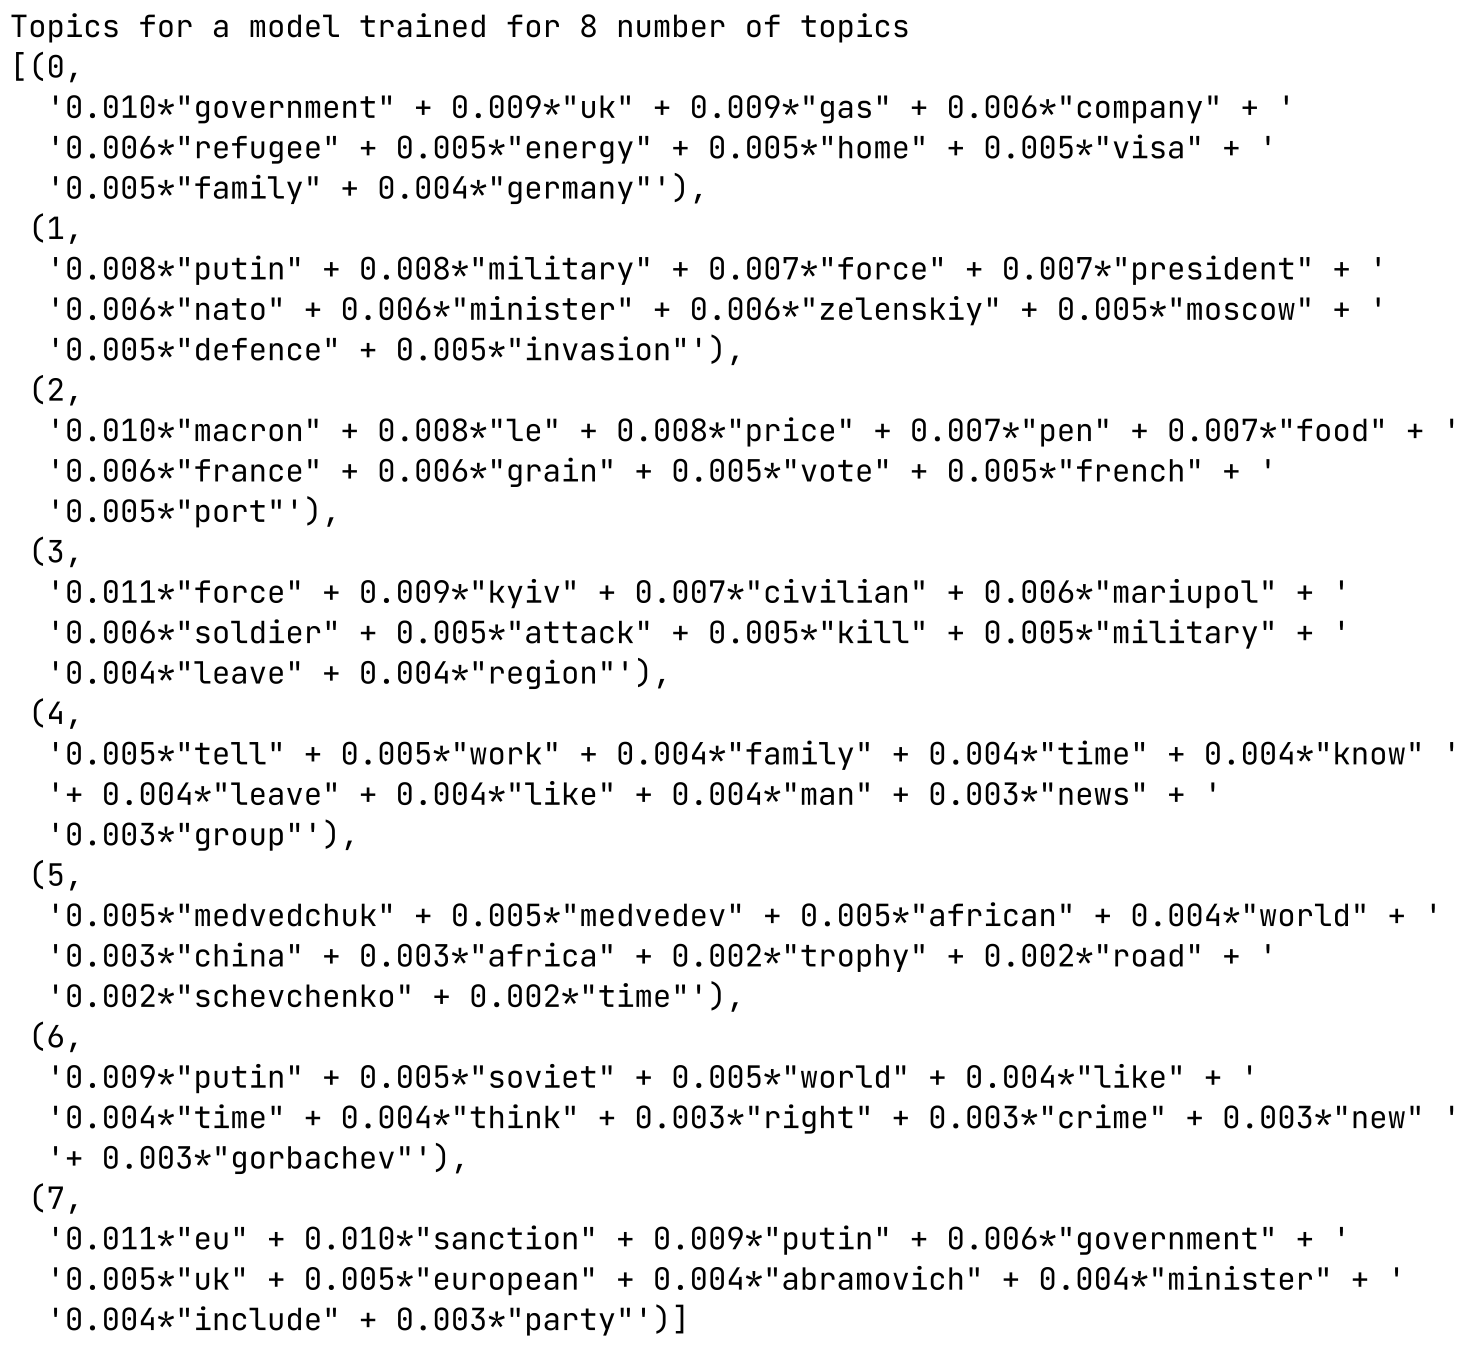 Topics for a model trained for 8 number of topics
[(0,
'0.010*"government" + 0.009*"uk" + 0.009*"gas" + 0.006*"company" + '
'0.006*"refugee" + 0.005*"energy" + 0.005*"home" + 0.005*"visa" + '
'0.005*"family" + 0.004*"germany"'),
(1,
'0.008*"putin" + 0.008*"military" + 0.007*"force" + 0.007*"president" + '
'0.006*"nato" + 0.006*"minister" + 0.006*"zelenskiy" + 0.005*"moscow" + '
'0.005*"defence" + 0.005*"invasion"'),
(2,
'0.010*"macron" + 0.008*"le" + 0.008*"price" + 0.007*"pen" + 0.007*"food" + '
'0.006*"france" + 0.006*"grain" + 0.005*"vote" + 0.005*"french" + '
'0.005*"port"'),
(3,
'0.011*"force" + 0.009*"kyiv" + 0.007*"civilian" + 0.006*"mariupol" + '
'0.006*"soldier" + 0.005*"attack" + 0.005*"kill" + 0.005*"military" + '
'0.004*"leave" + 0.004*"region"'),
(4,
'0.005*"tell" + 0.005*"work" + 0.004*"family" + 0.004*"time" + 0.004*"know" '
'+ 0.004*"leave" + 0.004*"like" + 0.004*"man" + 0.003*"news" + '
'0.003*"group"'),
(5,
'0.005*"medvedchuk" + 0.005*"medvedev" + 0.005*"african" + 0.004*"world" + '
'0.003*"china" + 0.003*"africa" + 0.002*"trophy" + 0.002*"road" + '
'0.002*"schevchenko" + 0.002*"time"'),
(6,
'0.009*"putin" + 0.005*"soviet" + 0.005*"world" + 0.004*"like" + '
'0.004*"time" + 0.004*"think" + 0.003*"right" + 0.003*"crime" + 0.003*"new" '
'+ 0.003*"gorbachev"'),
(7,
'0.011*"eu" + 0.010*"sanction" + 0.009*"putin" + 0.006*"government" + '
'0.005*"uk" + 0.005*"european" + 0.004*"abramovich" + 0.004*"minister" + '
'0.004*"include" + 0.003*"party"')]